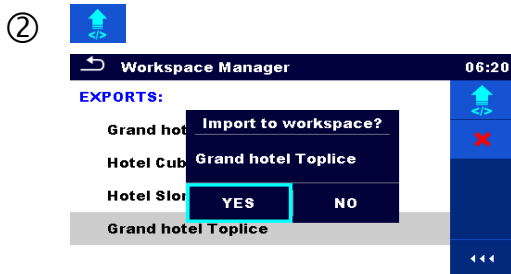 ②
</>
Workspace Manager 06:20
EXPORTS:
Grand hot
Import to workspace?
</>
Hotel Cub
Grand hotel Toplice
Hotel Slon
YES NO
Grand hotel Toplice